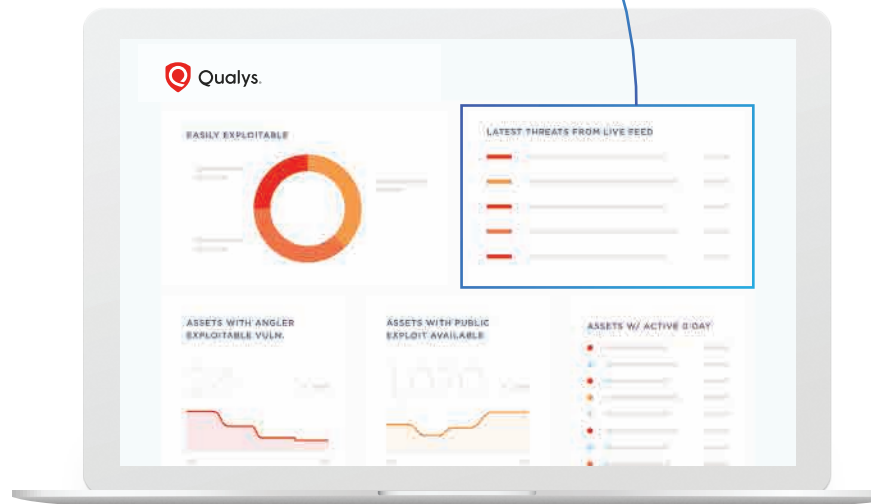 Qualys.
EASILY EXPLOITABLE
LATEST THREATS FROM LIVE FEED
ASSETS WITH ANGLER
EXPLOITABLE VULN.
ASSETS WITH PUBLIC
EXPLOIT AVAILABLE
ASSETS W/ ACTIVE 0-DAY